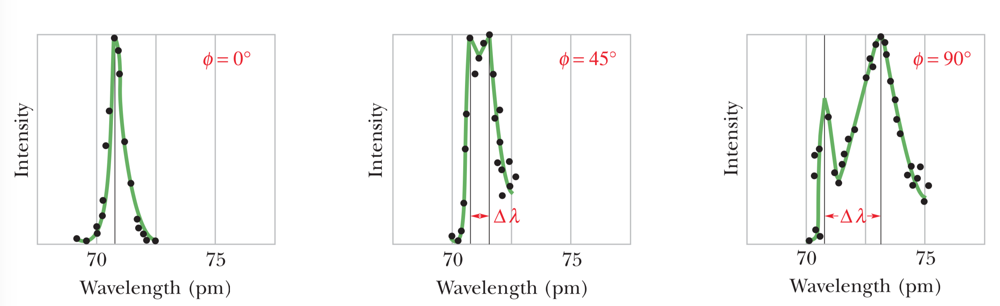 Intensity
ϕ = 0°
70
75
Wavelength (pm)
Intensity
ϕ = 45°
Δλ
70
75
Wavelength (pm)
Intensity
ϕ = 90°
Δλ
70
75
Wavelength (pm)